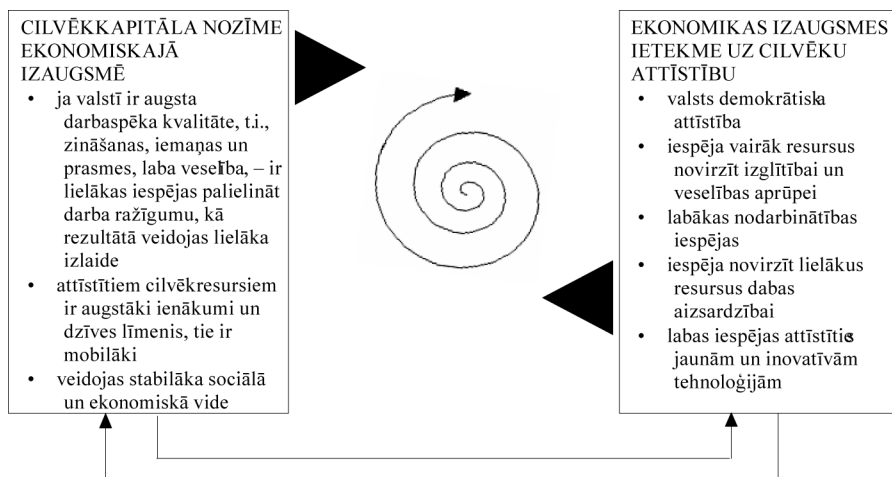 CILVĒKKAPITĀLA NOZĪME
EKONOMISKAJĀ
IZAUGSMĒ
• ja valstī ir augsta
darbaspēka kvalitāte, t.i.,
zināšanas, iemaņas un
prasmes, laba veselība, – ir
lielākas iespējas palielināt
darba ražīgumu, kā
rezultātā veidojas lielāka
izlaide
• attīstītiem cilvēkresursiem
ir augstāki ienākumi un
dzīves līmenis, tie ir
mobilāki
• veidojas stabilāka sociālā
un ekonomiskā vide
EKONOMIKAS IZAUGSMES
IETEKME UZ CILVĒKU
ATTĪSTĪBU
• valsts demokrātiska
attīstība
• iespēja vairāk resursus
novirzīt izglītībai un
veselības aprūpei
• labākas nodarbinātības
iespējas
• iespēja novirzīt lielākus
resursus dabas
aizsardzībai
• labas iespējas attīstīties
jaunām un inovatīvām
tehnoloģijām